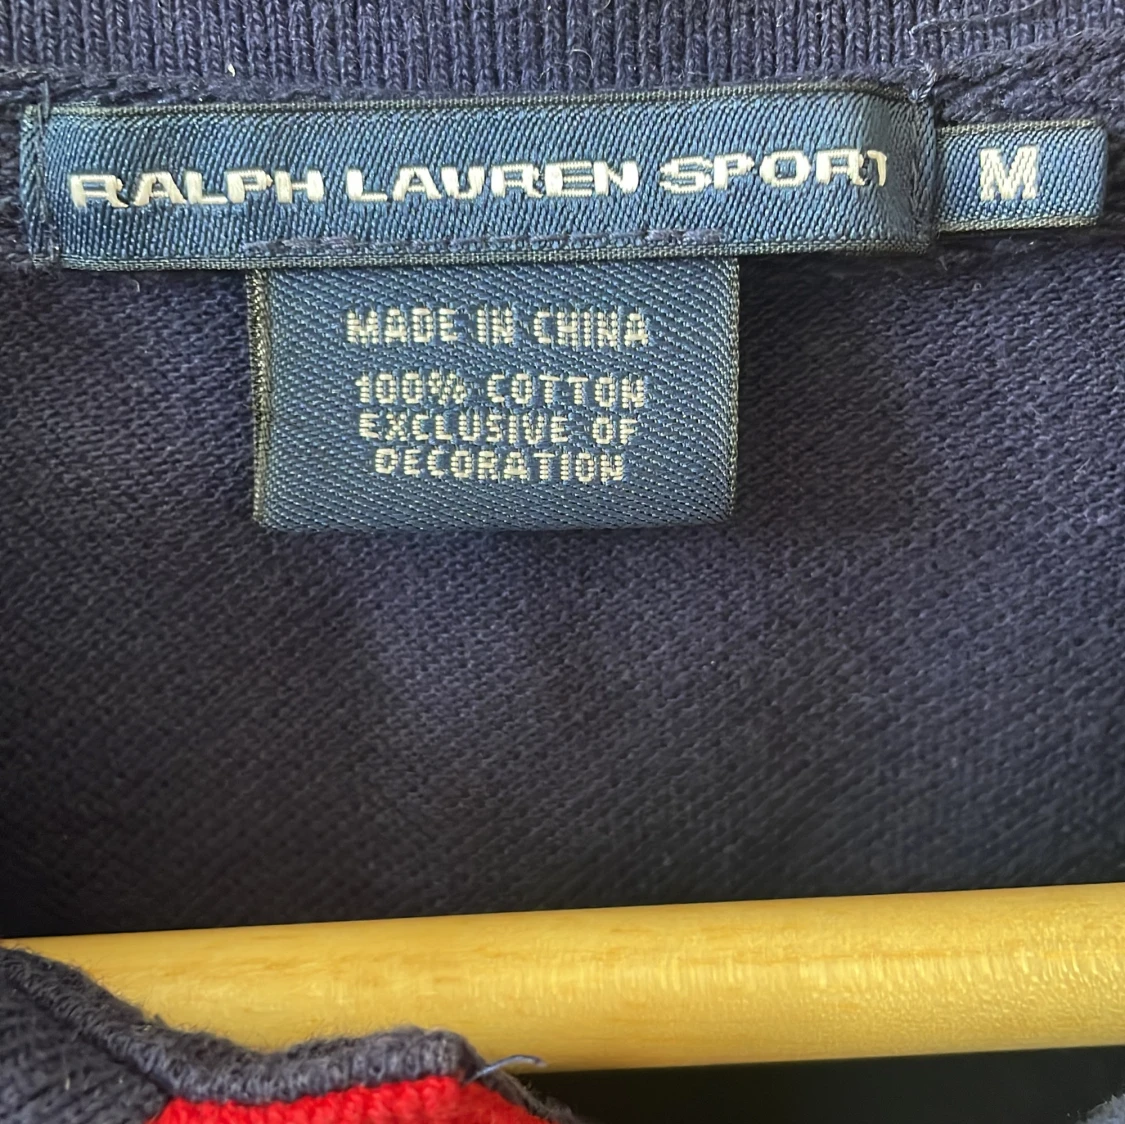 RALPH LAUREN SPORT
M
MADE IN CHINA
100% COTTON
EXCLUSIVE OF
DECORATION